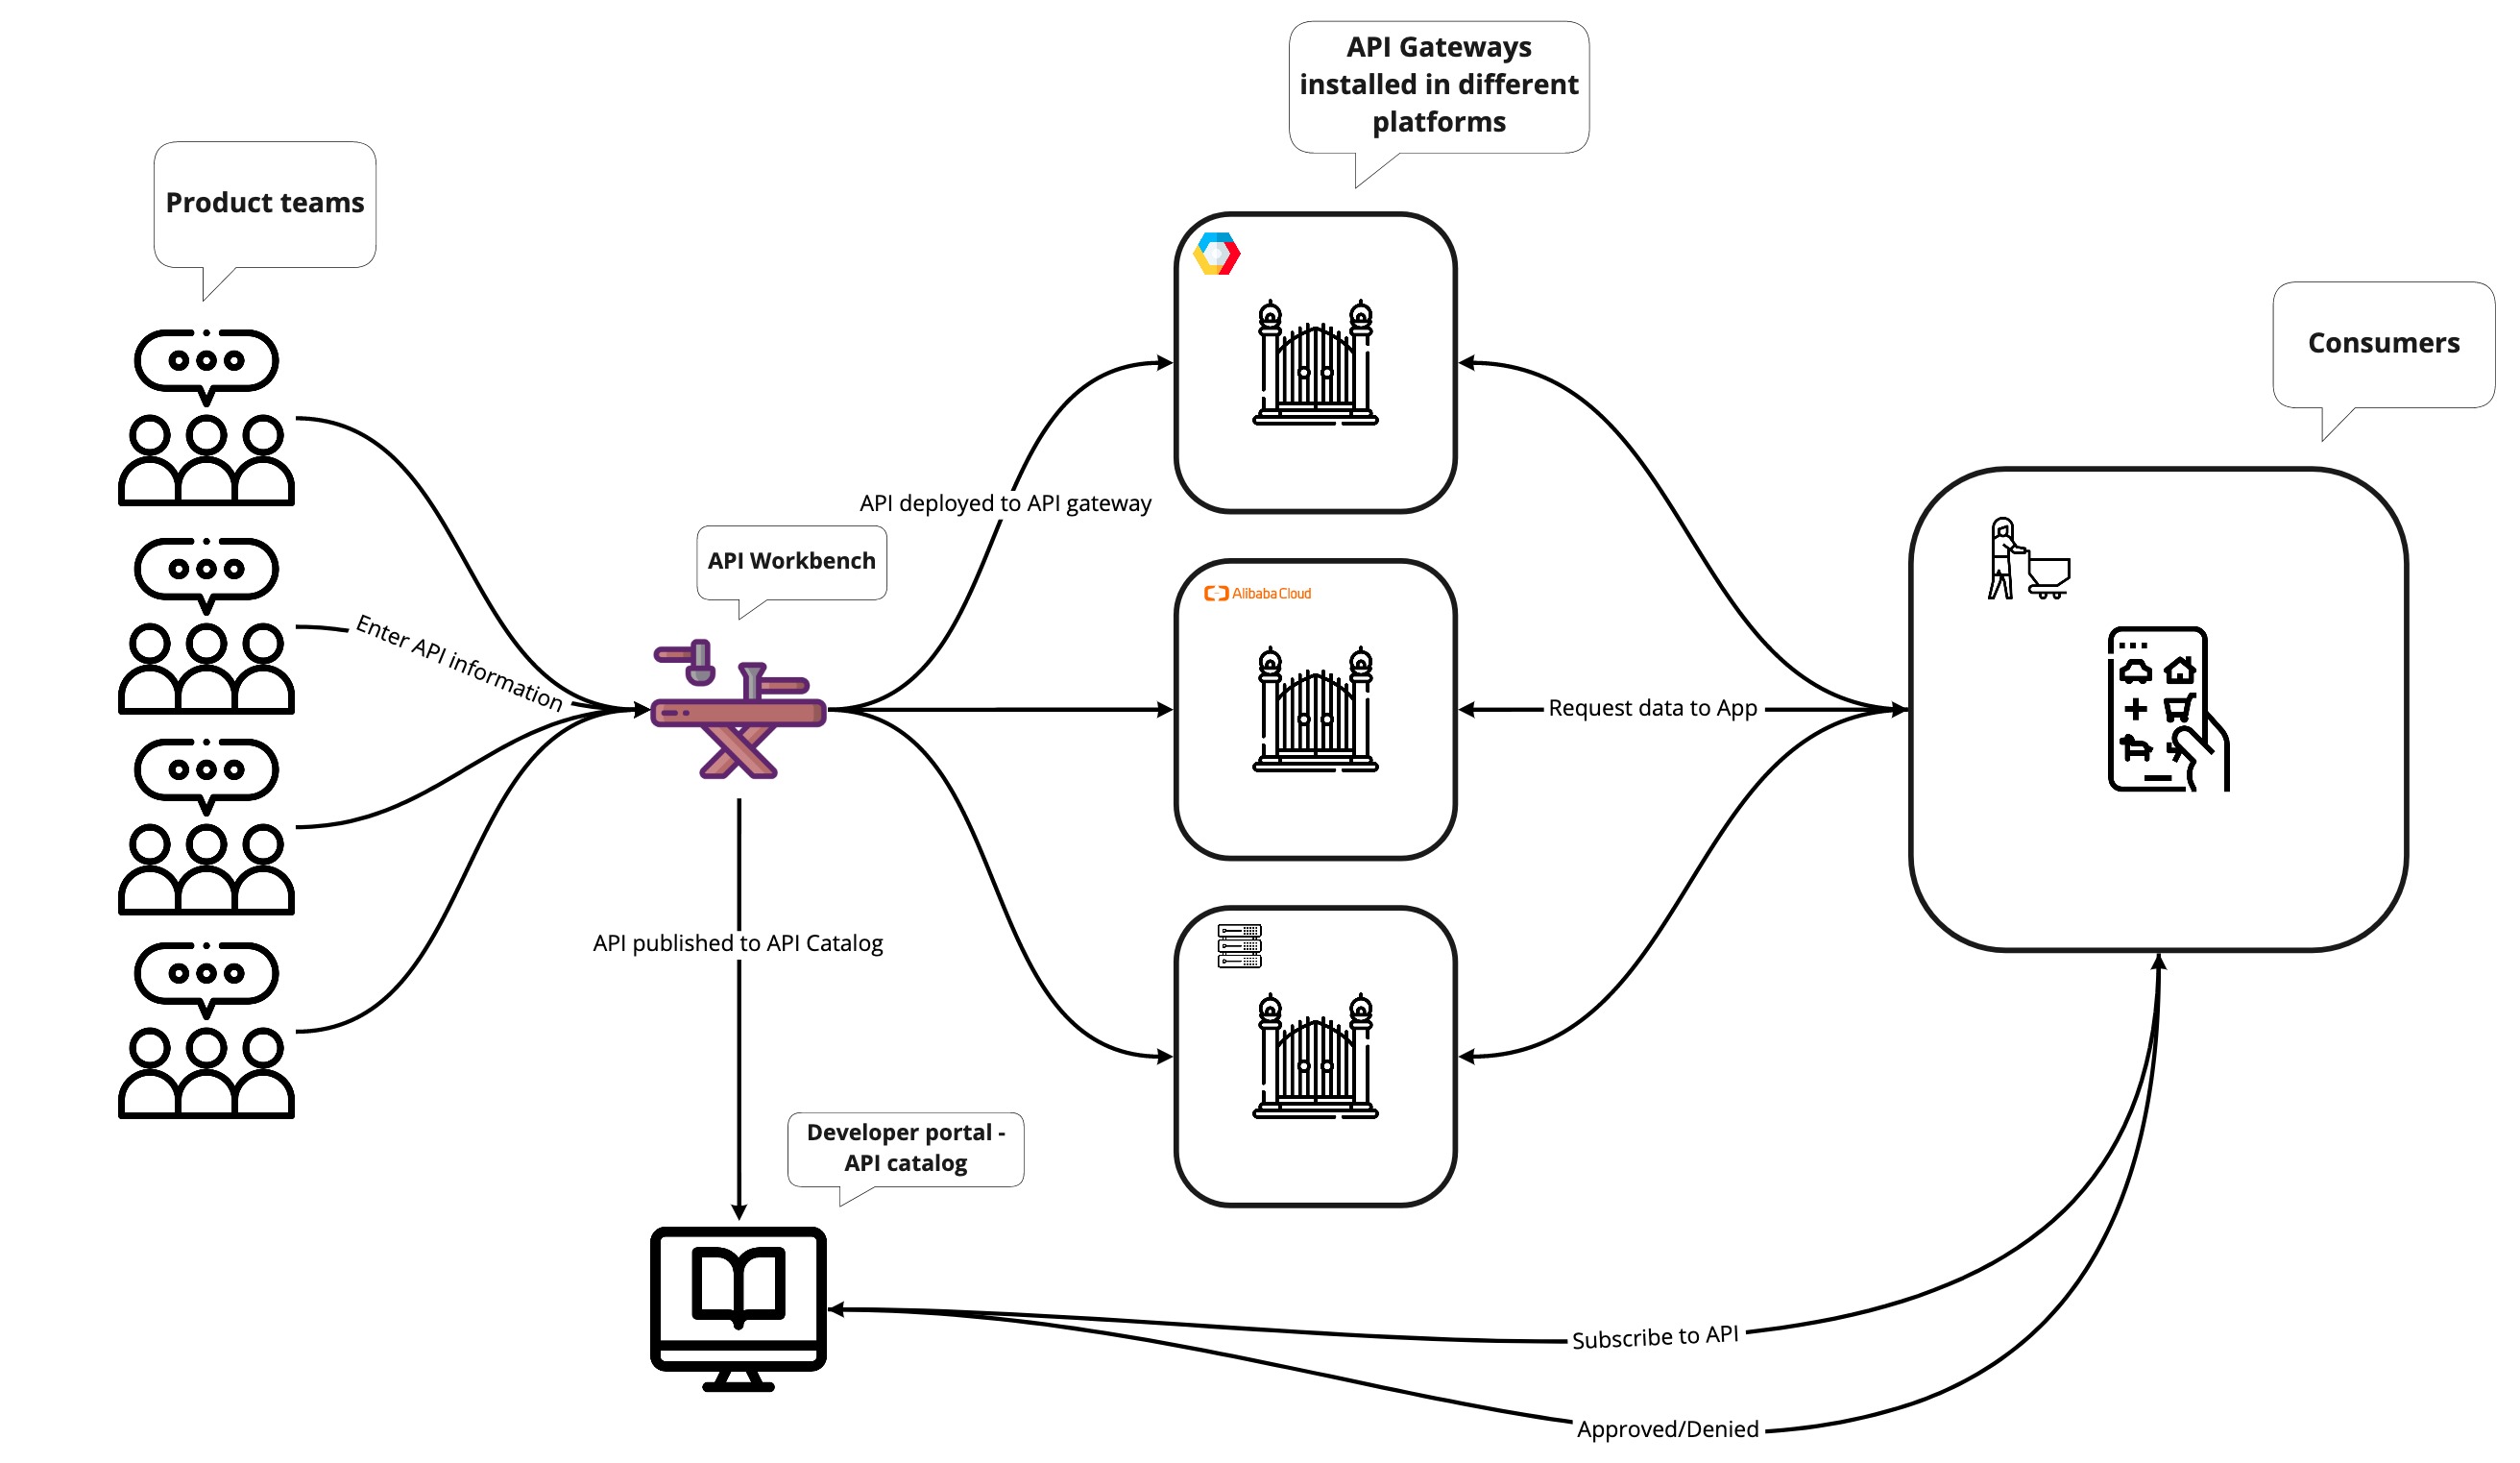 API Gateways
installed in different
platforms
Product teams
Consumers
API deployed to API gateway
API Workbench
Alibaba Cloud
Enter API information
Request data to App
API published to API Catalog
Developer portal -
API catalog
Subscribe to API
Approved/Denied